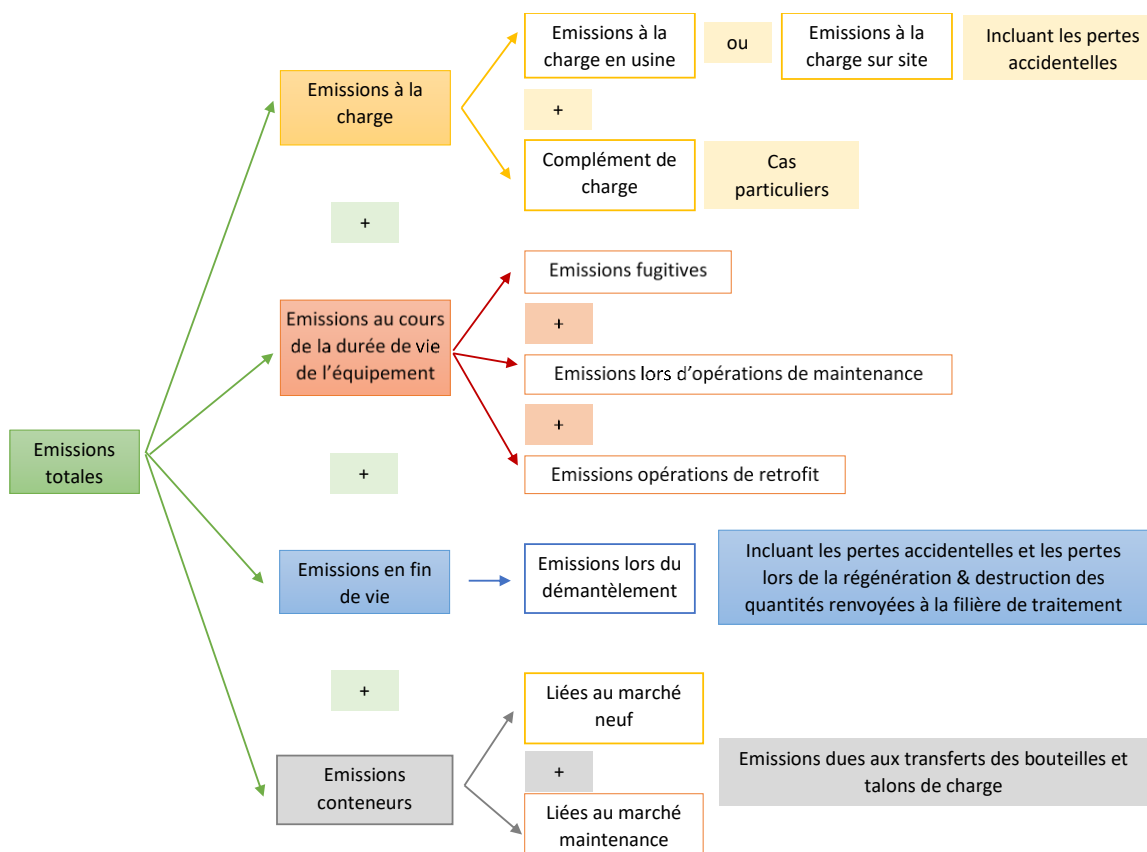 Emissions à la
charge en usine
ou
Emissions à la
charge sur site
Incluant les pertes
accidentelles
Emissions à la
charge
+
Complément de
charge
Cas
particuliers
+
Emissions fugitives
Emissions au cours
de la durée de vie
de l'équipement
+
Emissions lors d'opérations de maintenance
+
Emissions
totales
+
Emissions opérations de retrofit
Emissions en fin
de vie
Emissions lors du
démantèlement
Incluant les pertes accidentelles et les pertes
lors de la régénération & destruction des
quantités renvoyées à la filière de traitement
+
Liées au marché
neuf
Emissions
conteneurs
+
Emissions dues aux transferts des bouteilles et
talons de charge
Liées au marché
maintenance